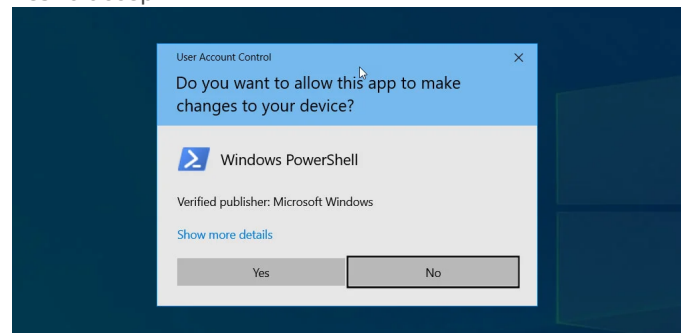 User Account Control
Do you want to allow this app to make
changes to your device?
Windows PowerShell
Verified publisher: Microsoft Windows
Show more details
Yes No